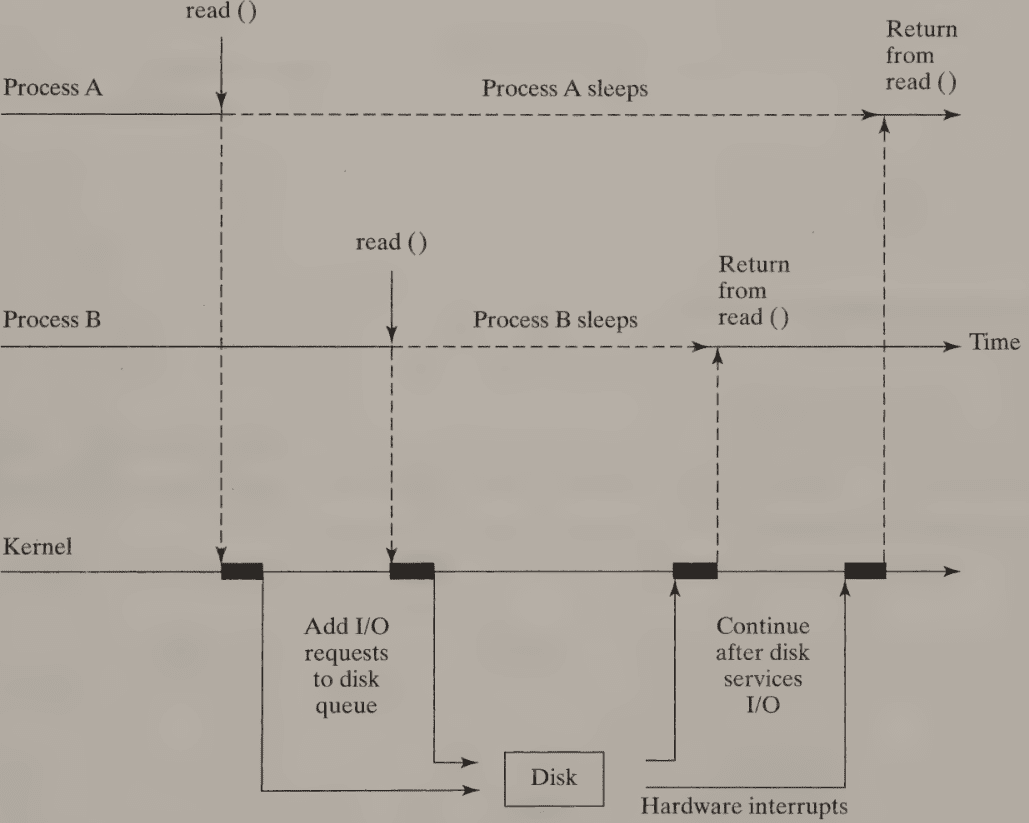 read ()
Return
from
read ()
Process A
Process A sleeps
read ()
Return
from
read ()
Process B
Process B sleeps
Time
Kernel
Add I/O
requests
to disk
queue
Continue
after disk
services
I/O
Disk
Hardware interrupts